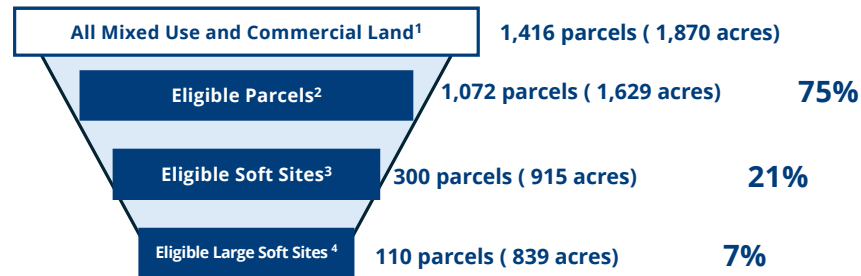 All Mixed Use and Commercial Land¹ 1,416 parcels ( 1,870 acres)
Eligible Parcels² 1,072 parcels ( 1,629 acres) 75%
Eligible Soft Sites³ 300 parcels ( 915 acres) 21%
Eligible Large Soft Sites ⁴ 110 parcels ( 839 acres) 7%